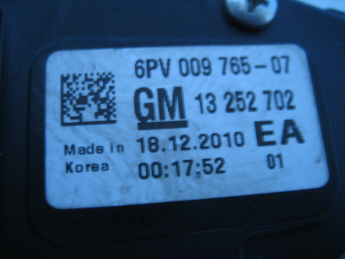 6PV 009 765-07
GM 13 252 702
Made in Korea 18.12.2010 EA
00:17;52 01